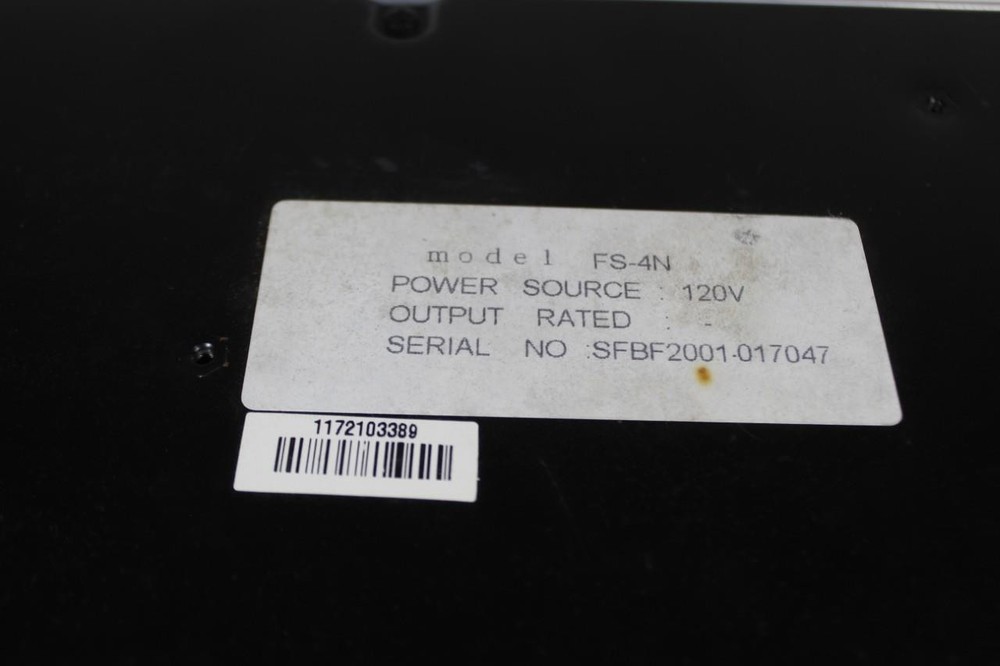 model FS-4N
POWER SOURCE : 120V
OUTPUT RATED : -
SERIAL NO :SFBF2001-017047
1172103389